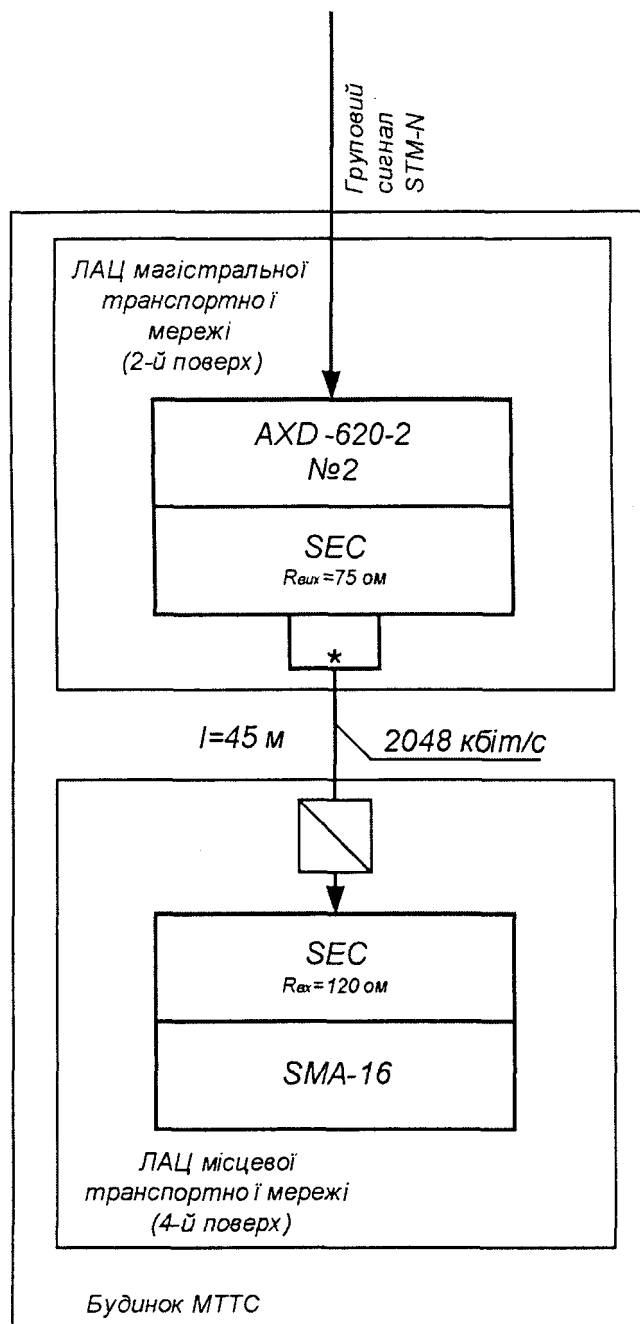 Груповий
сигнал
STM-N
ЛАЦ магістральної
транспортної
мережі
(2-й поверх)
AXD-620-2
№2
SEC
Rвих=75 ом
*
l=45 м
2048 кбіт/с
SEC
Rвх=120 ом
SMA-16
ЛАЦ місцевої
транспортної мережі
(4-й поверх)
Будинок МТТС